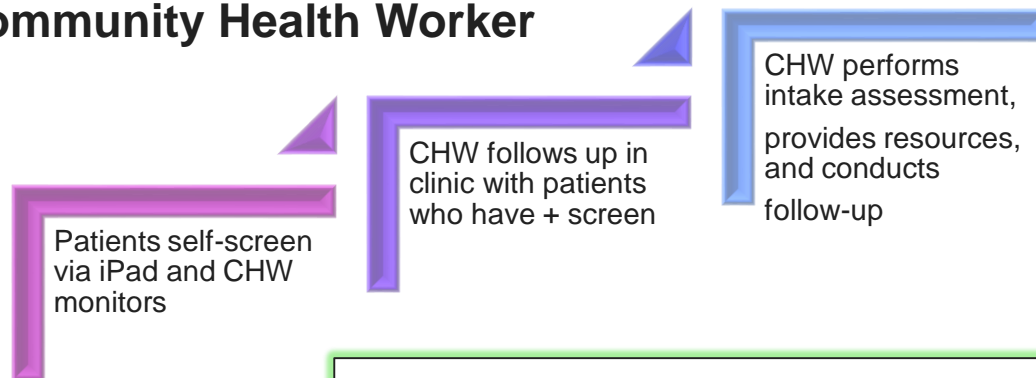 ommunity Health Worker
Patients self-screen
via iPad and CHW
monitors
CHW follows up in
clinic with patients
who have + screen
CHW performs
intake assessment,
provides resources,
and conducts
follow-up